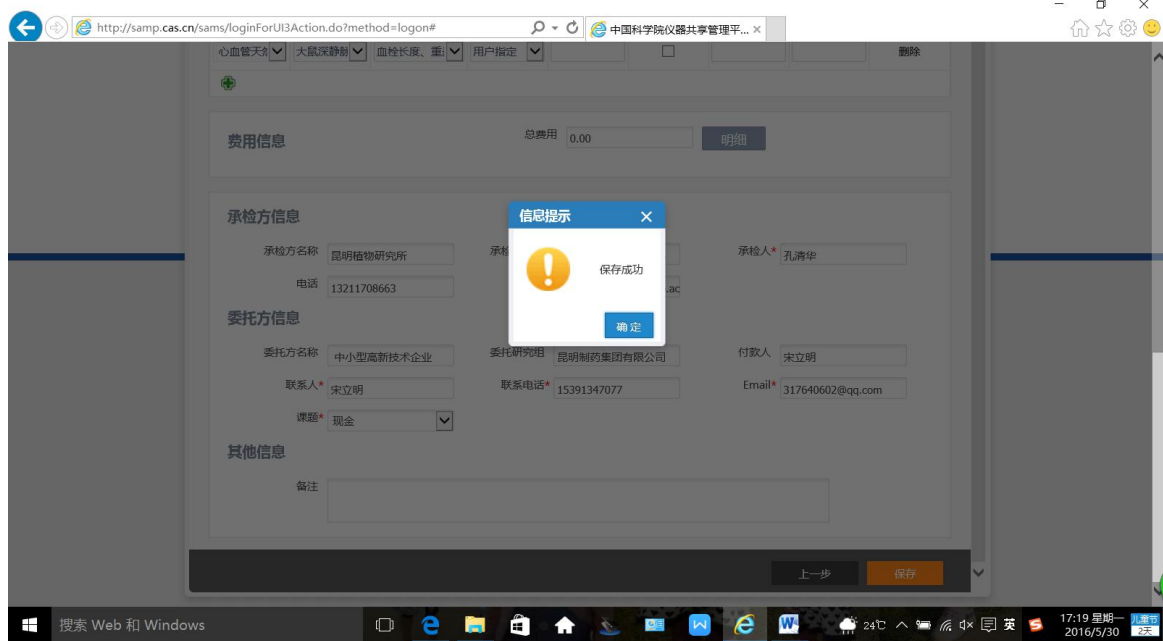 http://samp.cas.cn/sams/loginForUI3Action.do?method=logon#
中国科学院仪器共享管理平... ×
心血管天然 大鼠深静脉 血栓长度、重量 用户指定 删除
费用信息
总费用 0.00 明细
信息提示
保存成功
确定
承检方信息
承检方名称 昆明植物研究所 承检 承检人* 孔清华
电话 13211708663 .ac
委托方信息
委托方名称 中小型高新技术企业 委托研究组 昆明制药集团有限公司 付款人 宋立明
联系人* 宋立明 联系电话* 15391347077 Email* 317640602@qq.com
课题* 现金
其他信息
备注
上一步 保存
搜索 Web 和 Windows
24℃ 英 17:19 星期一 儿童节
2016/5/30 2天